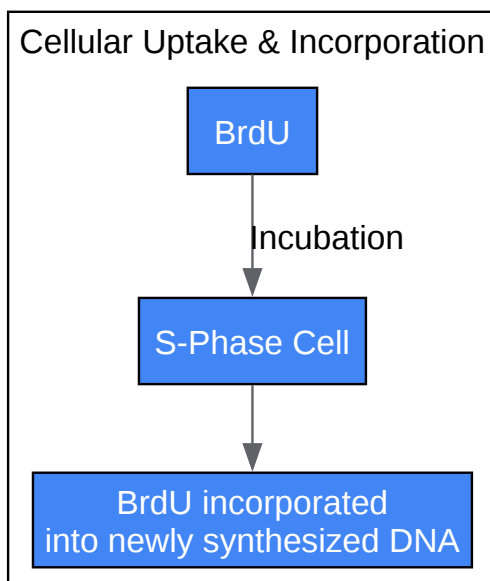 Cellular Uptake & Incorporation
BrdU
Incubation
S-Phase Cell
BrdU incorporated
into newly synthesized DNA